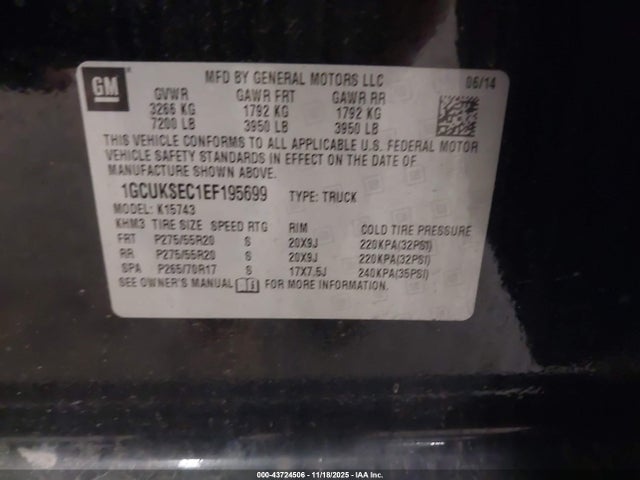 GM
MFD BY GENERAL MOTORS LLC 06/14
GVWR GAWR FRT GAWR RR
3266 KG 1792 KG 1792 KG
7200 LB 3950 LB 3950 LB
THIS VEHICLE CONFORMS TO ALL APPLICABLE U.S. FEDERAL MOTOR
VEHICLE SAFETY STANDARDS IN EFFECT ON THE DATE OF
MANUFACTURE SHOWN ABOVE.
1GCUKSEC1EF195699 TYPE: TRUCK
MODEL: K15743
KHM3 TIRE SIZE SPEED RTG RIM COLD TIRE PRESSURE
FRT P275/55R20 S 20X9J 220KPA(32PSI)
RR P275/55R20 S 20X9J 220KPA(32PSI)
SPA P265/70R17 S 17X7.5J 240KPA(35PSI)
SEE OWNER'S MANUAL FOR MORE INFORMATION.
000-43724506 - 11/18/2025 - IAA Inc.